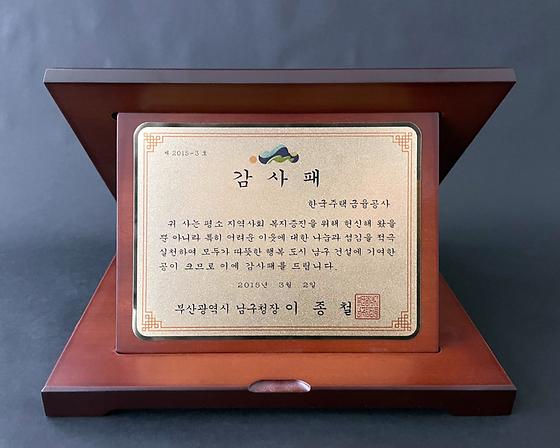 제 2015-3 호
감 사 패
한국주택금융공사
귀 사는 평소 지역사회 복지증진을 위해 헌신해 왔을
뿐 아니라 특히 어려운 이웃에 대한 나눔과 섬김을 적극
실천하여 모두가 따뜻한 행복 도시 남구 건설에 기여한
공이 크므로 이에 감사패를 드립니다.
2015년 3월 2일
부산광역시 남구청장 이 종 철